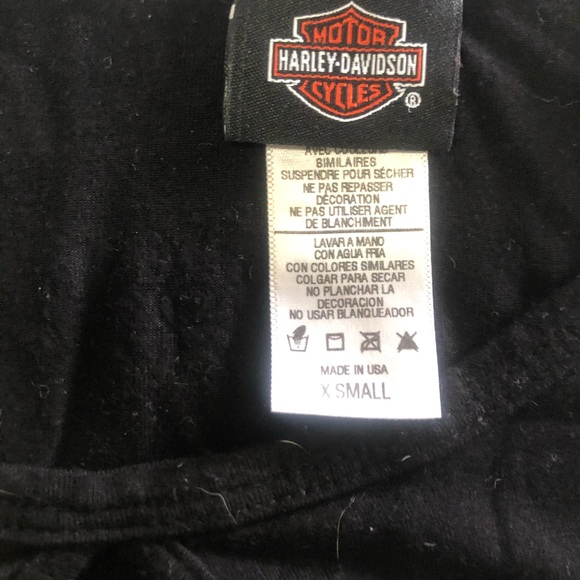 MOTOR
HARLEY-DAVIDSON
CYCLES
®
AVEC COULEURS
SIMILAIRES
SUSPENDRE POUR SÉCHER
NE PAS REPASSER
DÉCORATION
NE PAS UTILISER AGENT
DE BLANCHIMENT
LAVAR A MANO
CON AGUA FRIA
CON COLORES SIMILARES
COLGAR PARA SECAR
NO PLANCHAR LA
DECORACION
NO USAR BLANQUEADOR
MADE IN USA
X SMALL